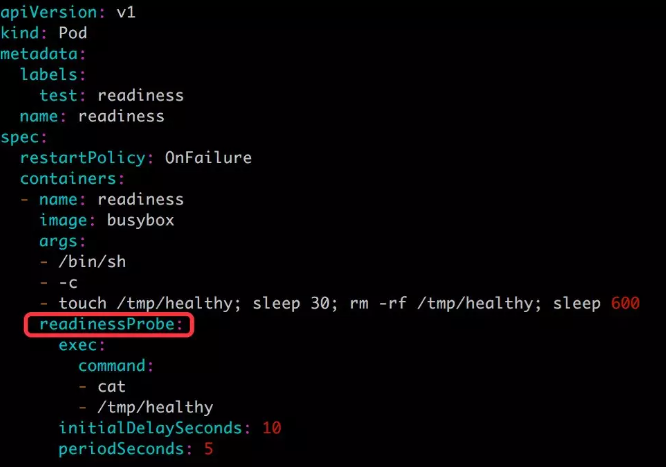 apiVersion: v1
kind: Pod
metadata:
  labels:
    test: readiness
  name: readiness
spec:
  restartPolicy: OnFailure
  containers:
  - name: readiness
    image: busybox
    args:
    - /bin/sh
    - -c
    - touch /tmp/healthy; sleep 30; rm -rf /tmp/healthy; sleep 600
    readinessProbe:
      exec:
        command:
        - cat
        - /tmp/healthy
      initialDelaySeconds: 10
      periodSeconds: 5